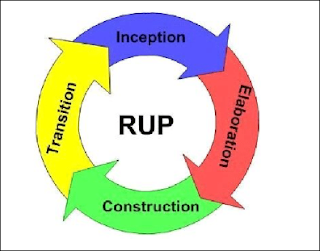 Inception
Elaboration
Construction
Transition
RUP